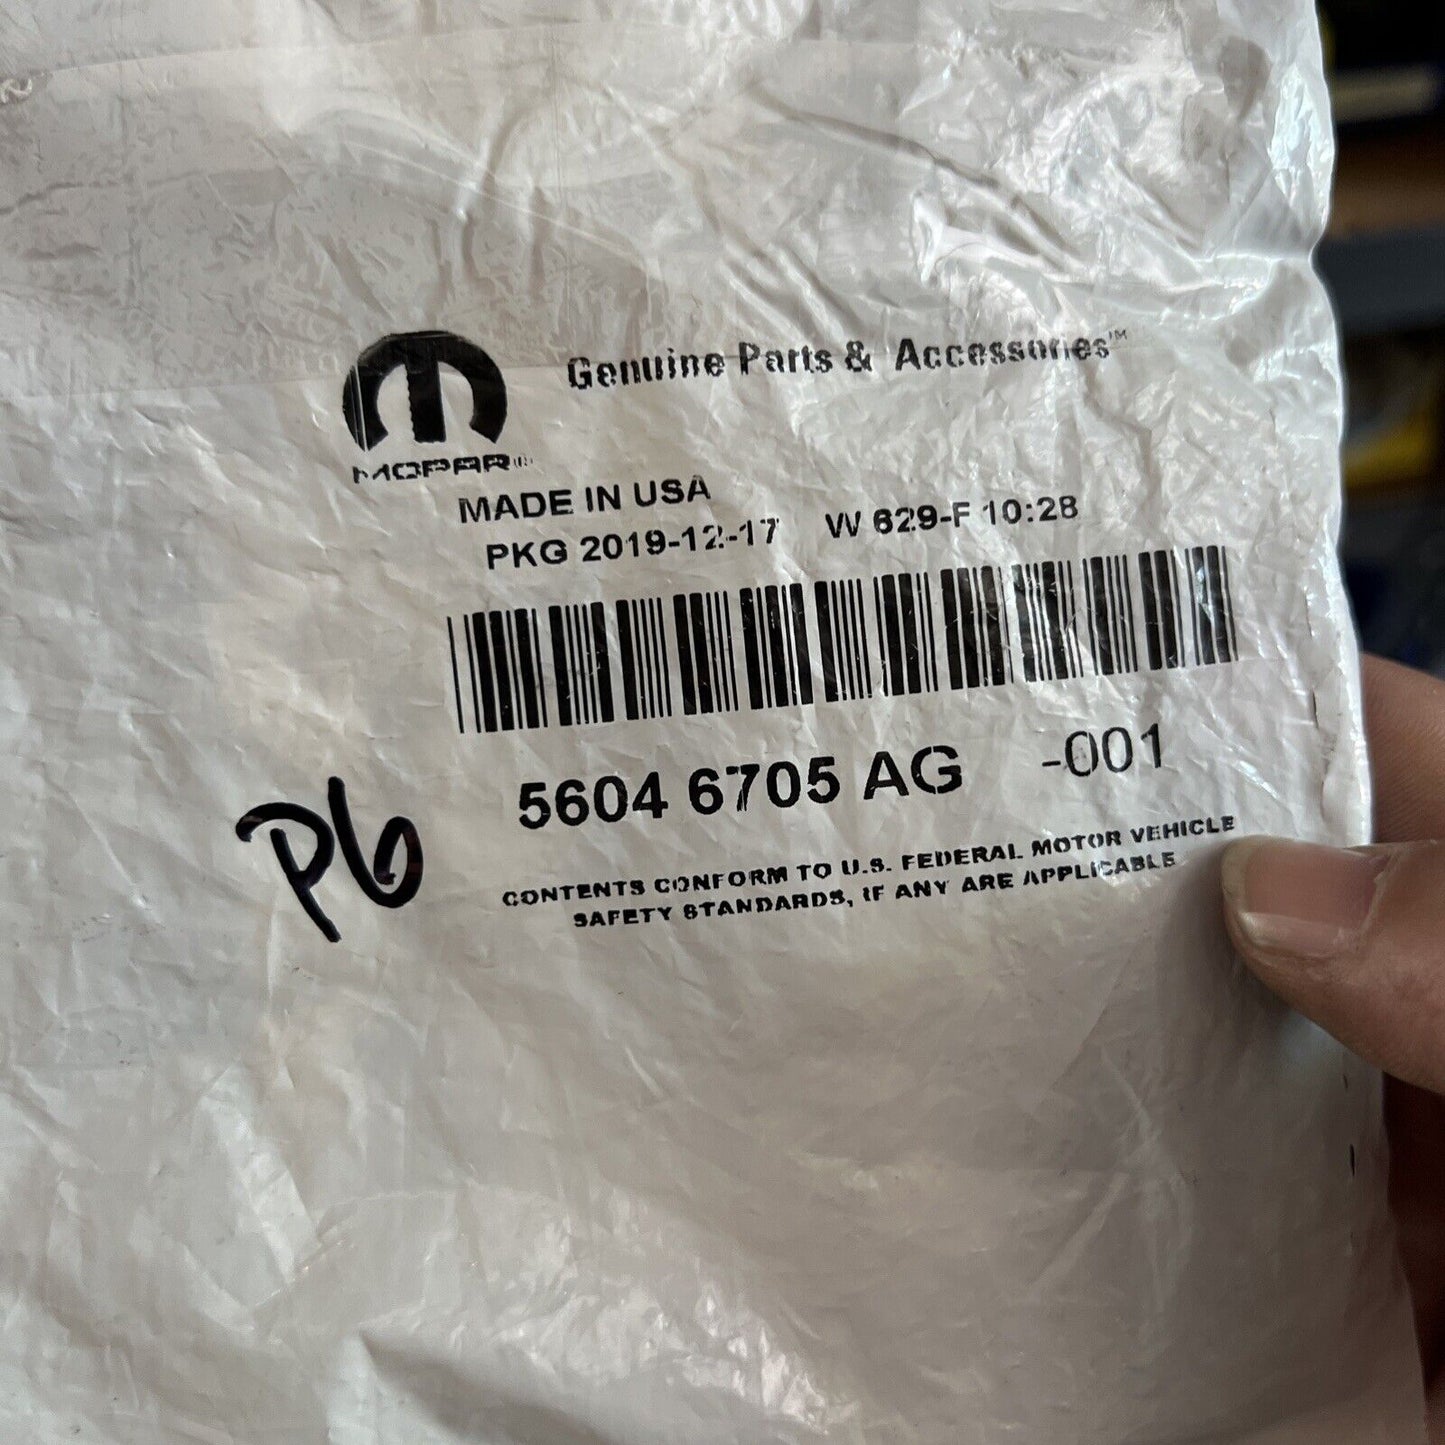 Genuine Parts & Accessories™
MOPAR®
MADE IN USA
PKG 2019-12-17 W 629-F 10:28
5604 6705 AG -001
P6
CONTENTS CONFORM TO U.S. FEDERAL MOTOR VEHICLE
SAFETY STANDARDS, IF ANY ARE APPLICABLE